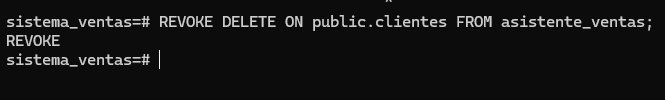 sistema_ventas=# REVOKE DELETE ON public.clientes FROM asistente_ventas;
REVOKE
sistema_ventas=#